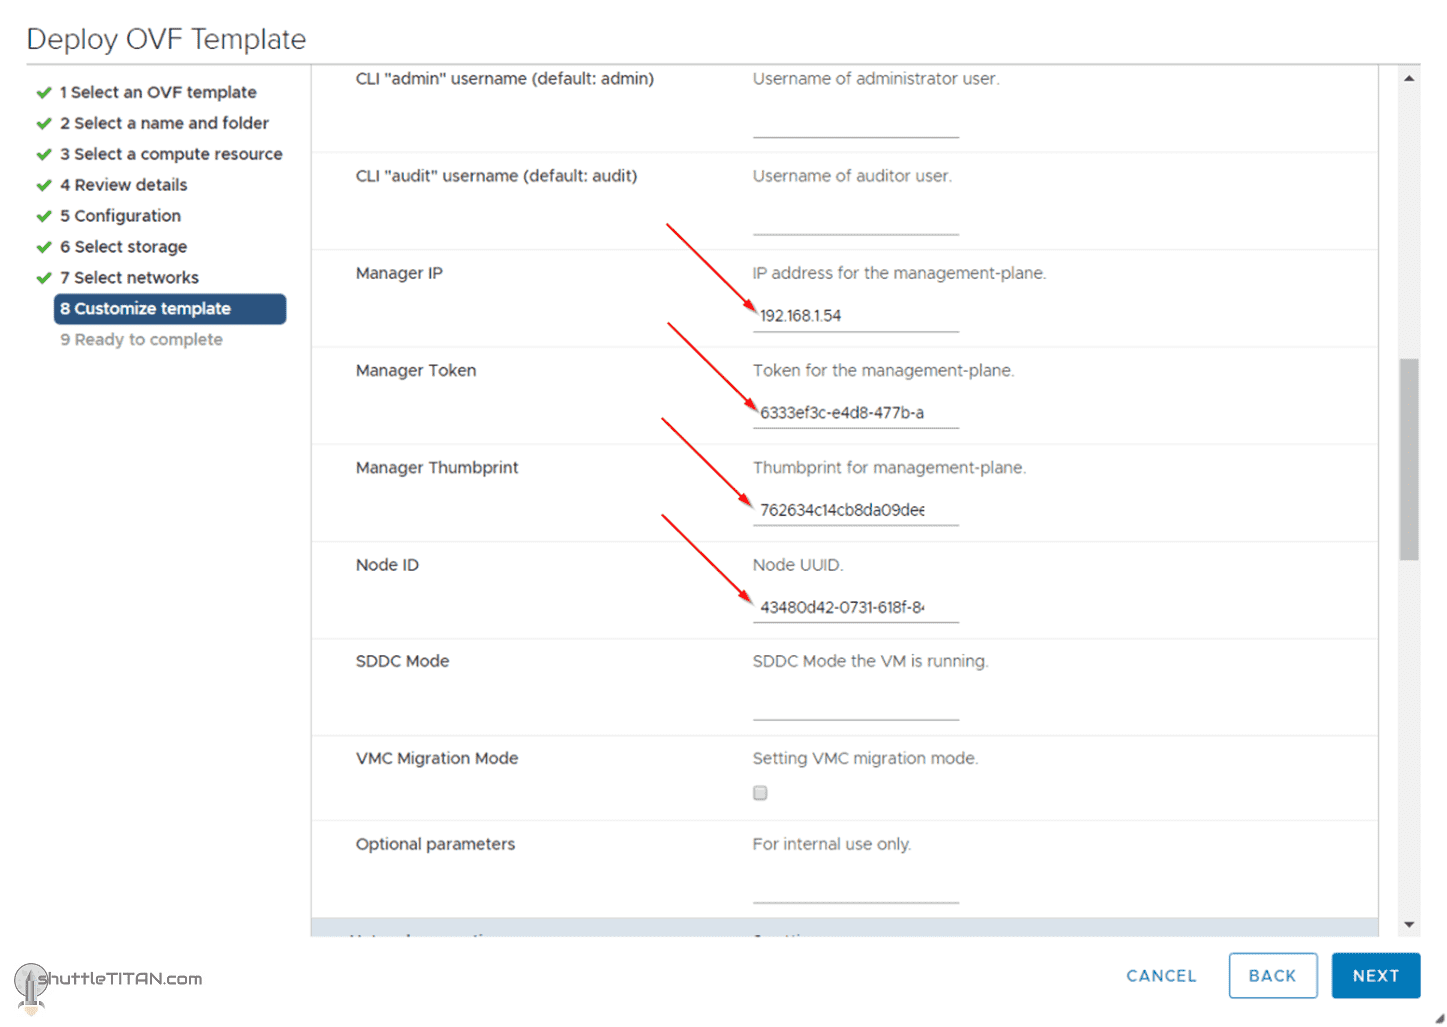 Deploy OVF Template
1 Select an OVF template
2 Select a name and folder
3 Select a compute resource
4 Review details
5 Configuration
6 Select storage
7 Select networks
8 Customize template
9 Ready to complete
CLI "admin" username (default: admin) Username of administrator user.
CLI "audit" username (default: audit) Username of auditor user.
Manager IP IP address for the management-plane.
192.168.1.54
Manager Token Token for the management-plane.
6333ef3c-e4d8-477b-a
Manager Thumbprint Thumbprint for management-plane.
762634c14cb8da09dee
Node ID Node UUID.
43480d42-0731-618f-84
SDDC Mode SDDC Mode the VM is running.
VMC Migration Mode Setting VMC migration mode.
Optional parameters For internal use only.
shuttleTITAN.com
CANCEL BACK NEXT